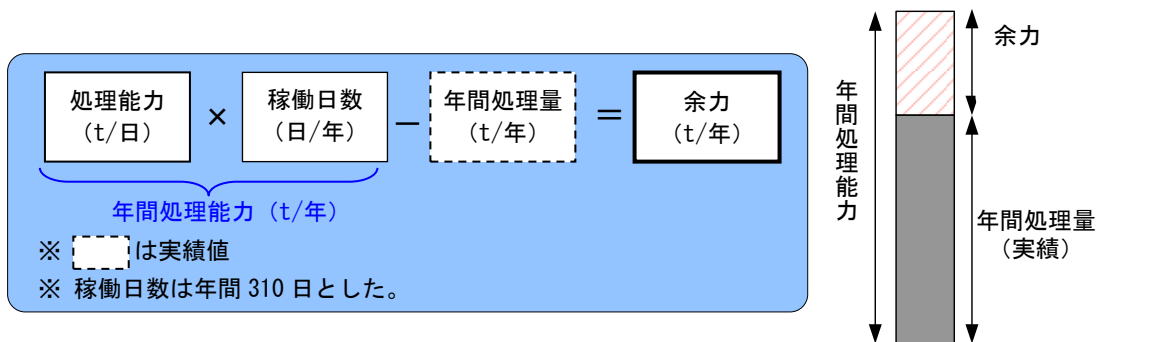 処理能力
（t/日）
×
稼働日数
（日/年）
－
年間処理量
（t/年）
＝
余力
（t/年）
年間処理能力（t/年）
※ は実績値
※ 稼働日数は年間 310 日とした。
年間処理能力
余力
年間処理量
（実績）